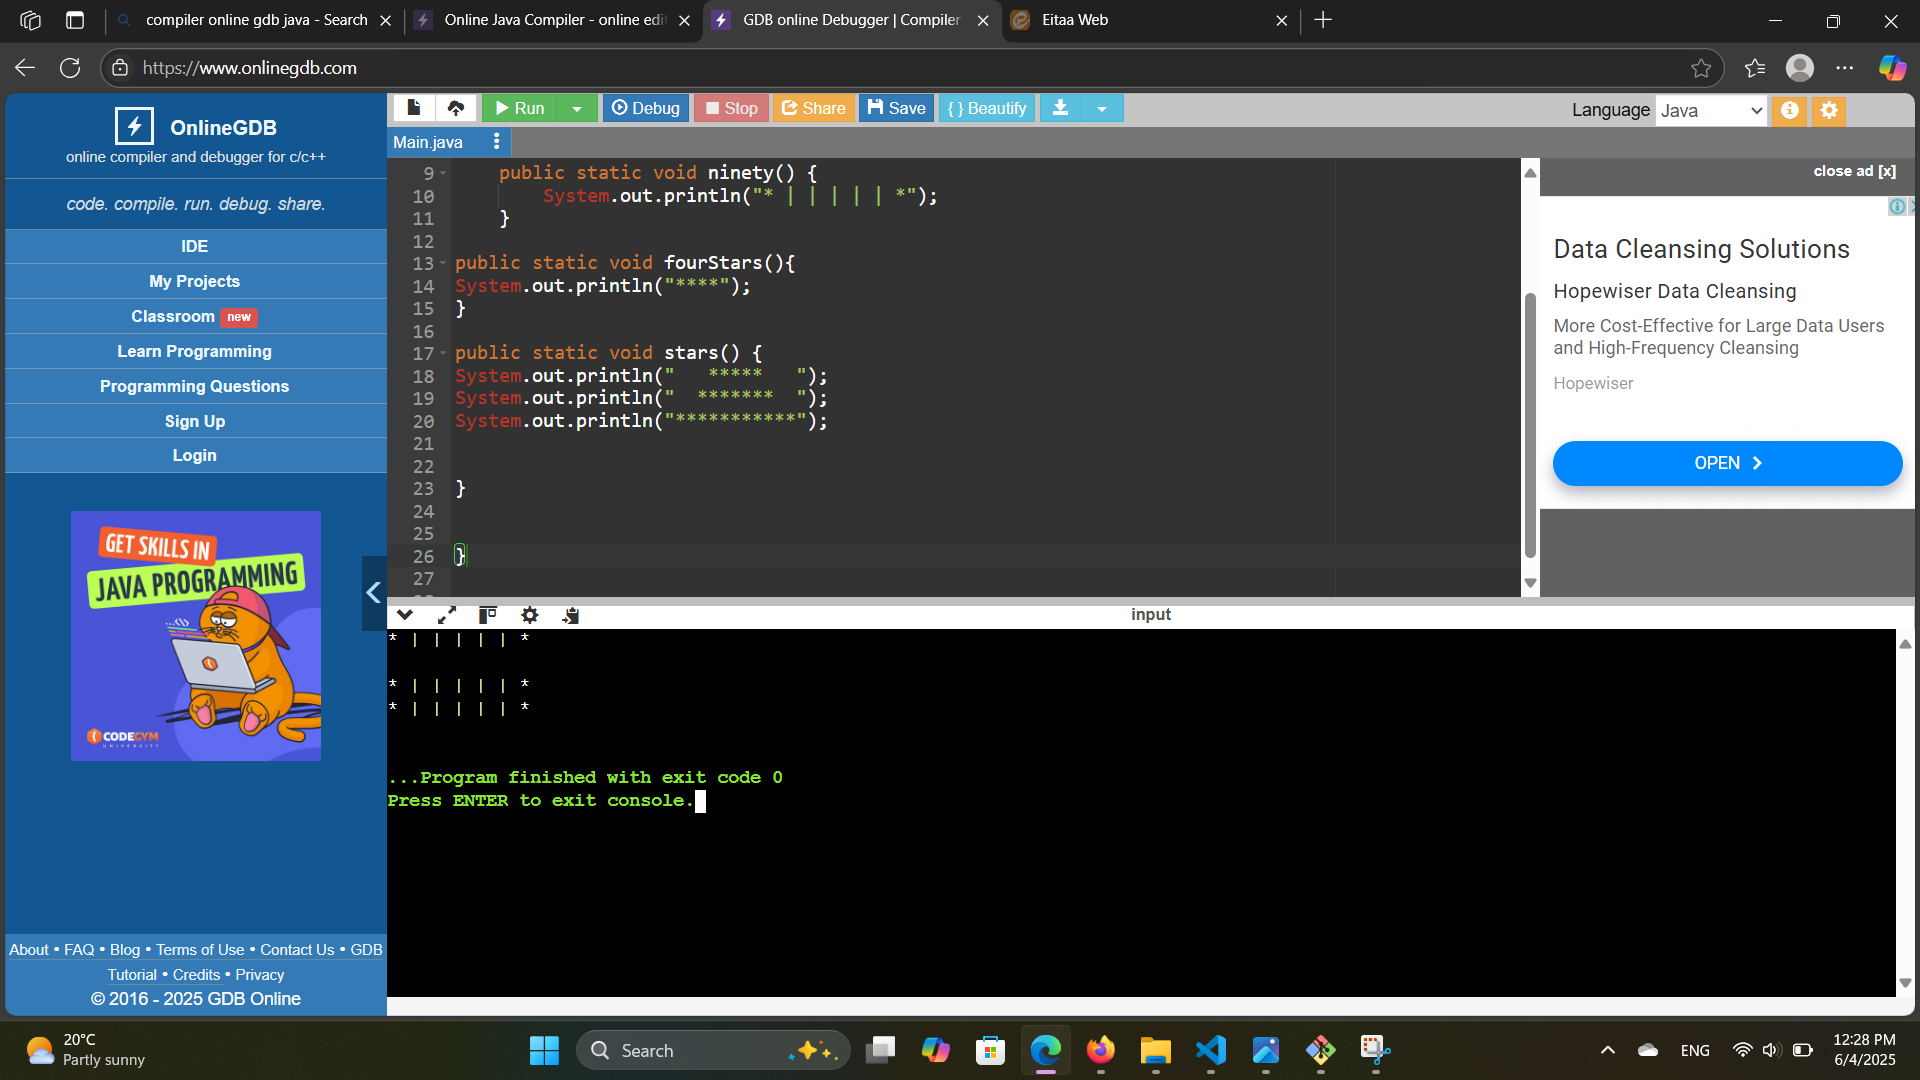 compiler online gdb java - Search
Online Java Compiler - online edi
GDB online Debugger | Compiler
Eitaa Web
https://www.onlinegdb.com
OnlineGDB
online compiler and debugger for c/c++
code. compile. run. debug. share.
IDE
My Projects
Classroom new
Learn Programming
Programming Questions
Sign Up
Login
GET SKILLS IN
JAVA PROGRAMMING
CODEGYM
UNIVERSITY
About • FAQ • Blog • Terms of Use • Contact Us • GDB
Tutorial • Credits • Privacy
© 2016 - 2025 GDB Online
Run Debug Stop Share Save { } Beautify
Language Java
Main.java
9 public static void ninety() {
10 System.out.println("* | | | | | *");
11 }
12
13 public static void fourStars(){
14 System.out.println("****");
15 }
16
17 public static void stars() {
18 System.out.println("   *****   ");
19 System.out.println("  *******  ");
20 System.out.println("***********");
21
22
23 }
24
25
26 }
27
close ad [x]
Data Cleansing Solutions
Hopewiser Data Cleansing
More Cost-Effective for Large Data Users
and High-Frequency Cleansing
Hopewiser
OPEN
input
* | | | | | *
* | | | | | *
* | | | | | *
...Program finished with exit code 0
Press ENTER to exit console.
20°C
Partly sunny
Search
ENG
12:28 PM
6/4/2025